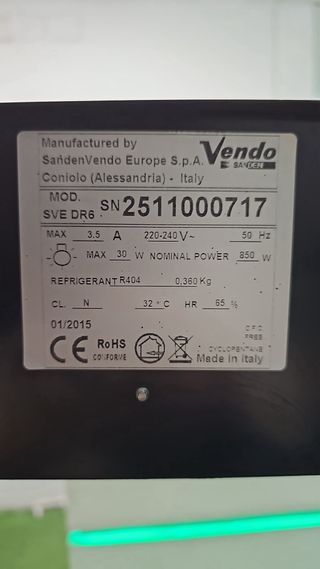 Manufactured by
SandenVendo Europe S.p.A.
Coniolo (Alessandria) - Italy
Vendo
SANDEN
MOD.
SVE DR6
SN 2511000717
MAX 3.5 A 220-240 V~ 50 Hz
MAX 30 W NOMINAL POWER 850 W
REFRIGERANT R404 0,360 Kg
CL. N 32 °C HR 65 %
01/2015
C.F.C.
FREE
CE RoHS
CONFORME
CYCLOPENTANE
Made in Italy